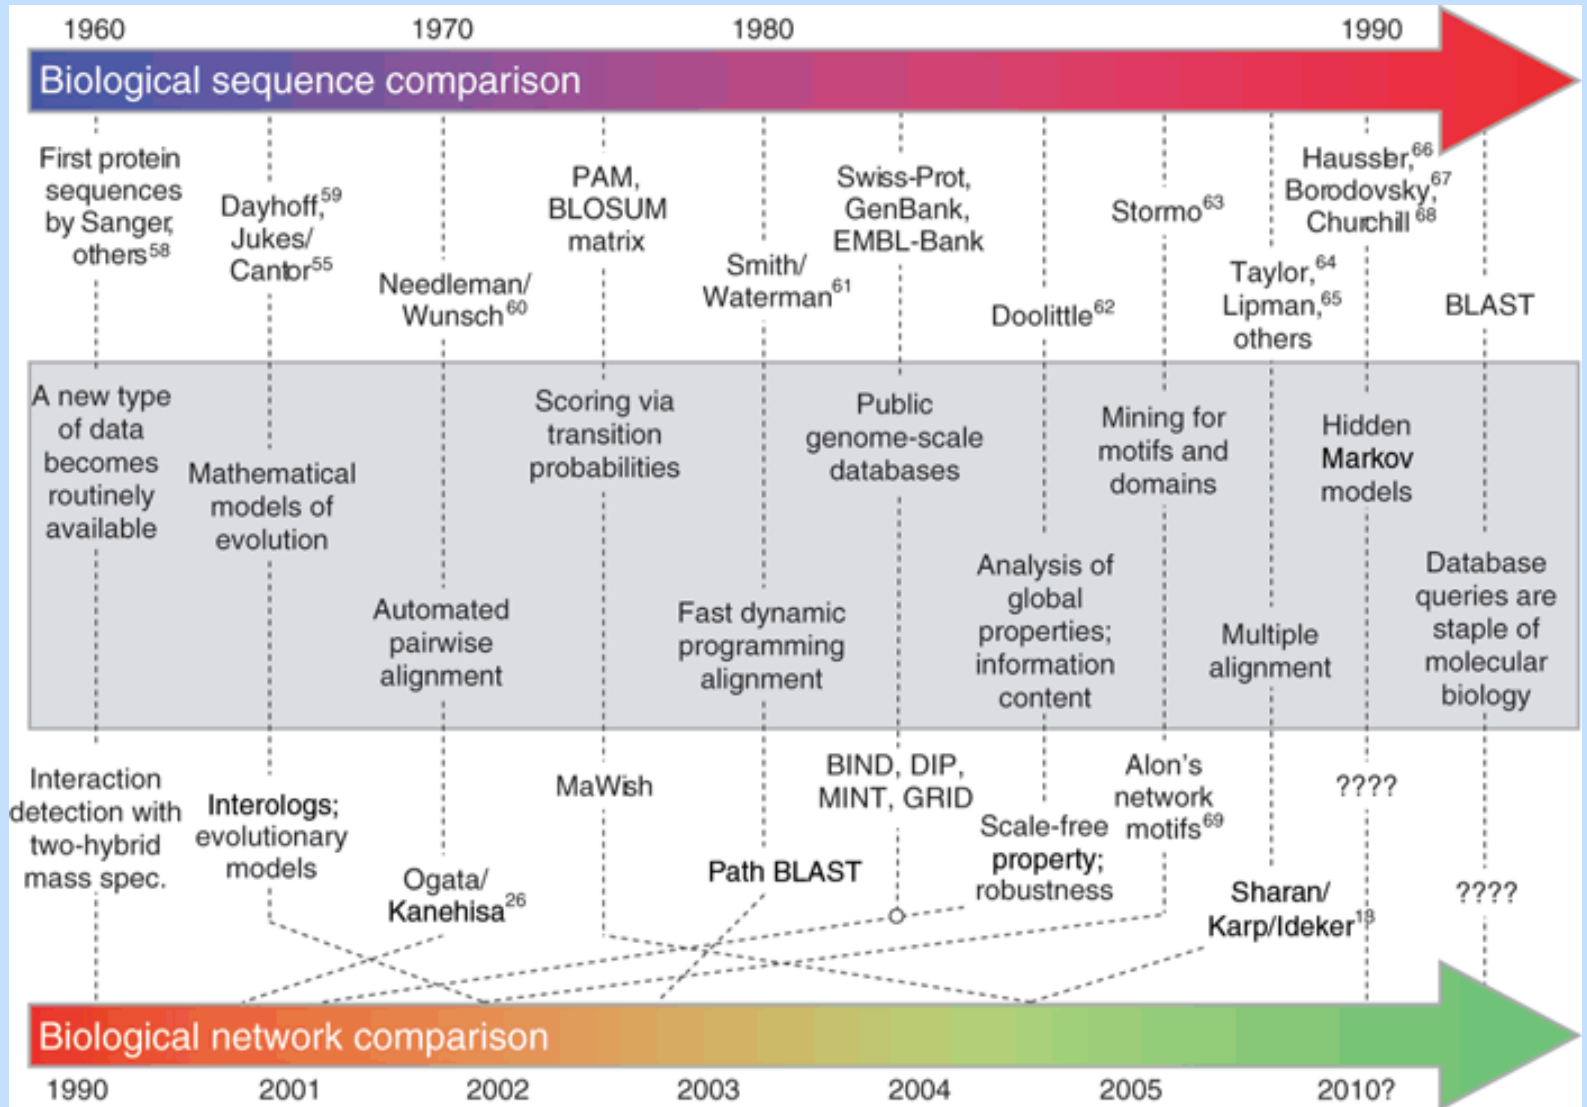 1960 1970 1980 1990
Biological sequence comparison
First protein
sequences
by Sanger,
others58
Dayhoff,59
Jukes/
Cantor55
Needleman/
Wunsch60
PAM,
BLOSUM
matrix
Smith/
Waterman61
Swiss-Prot,
GenBank,
EMBL-Bank
Doolittle62
Stormo63
Taylor,64
Lipman,65
others
Haussler,66
Borodovsky,67
Churchill68
BLAST
A new type
of data
becomes
routinely
available
Mathematical
models of
evolution
Automated
pairwise
alignment
Scoring via
transition
probabilities
Fast dynamic
programming
alignment
Public
genome-scale
databases
Analysis of
global
properties;
information
content
Mining for
motifs and
domains
Multiple
alignment
Hidden
Markov
models
Database
queries are
staple of
molecular
biology
Interaction
detection with
two-hybrid
mass spec.
Interologs;
evolutionary
models
Ogata/
Kanehisa26
MaWish
Path BLAST
BIND, DIP,
MINT, GRID
Scale-free
property;
robustness
Alon's
network
motifs69
Sharan/
Karp/Ideker18
????
????
Biological network comparison
1990 2001 2002 2003 2004 2005 2010?